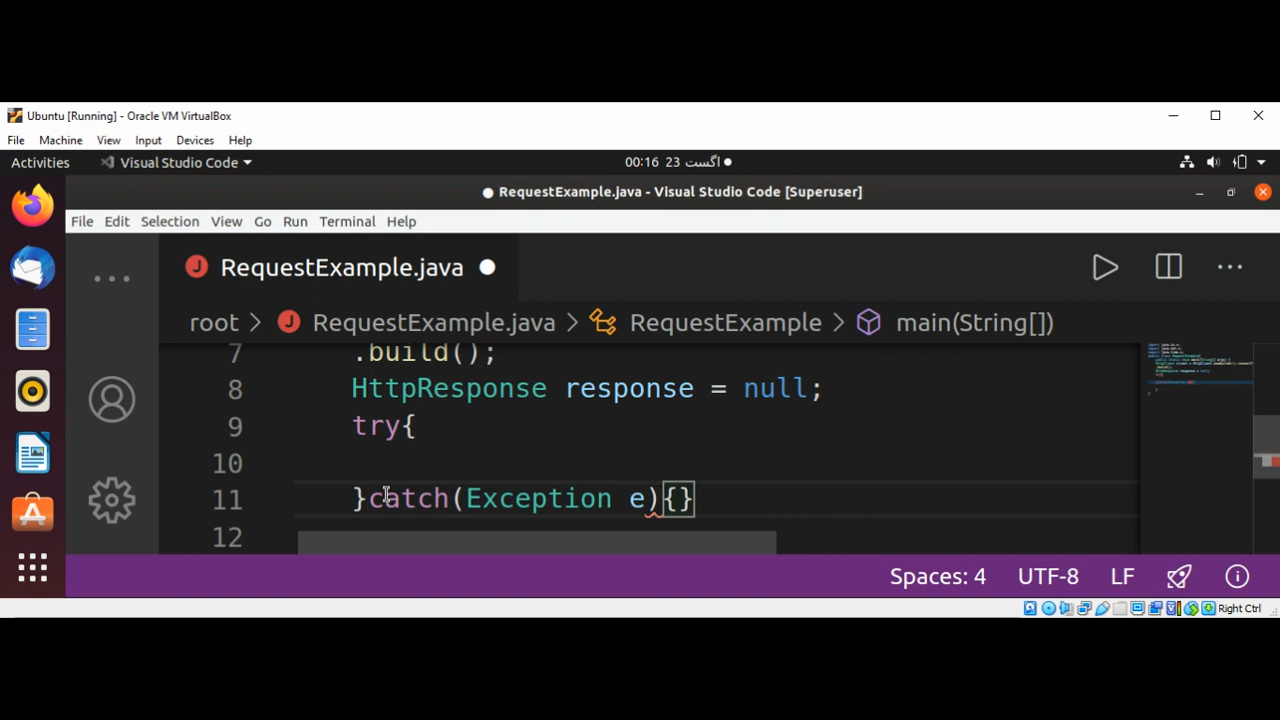 Ubuntu [Running] - Oracle VM VirtualBox
File Machine View Input Devices Help
Activities Visual Studio Code 00:16 23 اگست
RequestExample.java - Visual Studio Code [Superuser]
File Edit Selection View Go Run Terminal Help
J RequestExample.java
root > J RequestExample.java > RequestExample > main(String[])
7 .build();
8 HttpResponse response = null;
9 try{
10
11 }catch(Exception e){}
12
Spaces: 4 UTF-8 LF
Right Ctrl